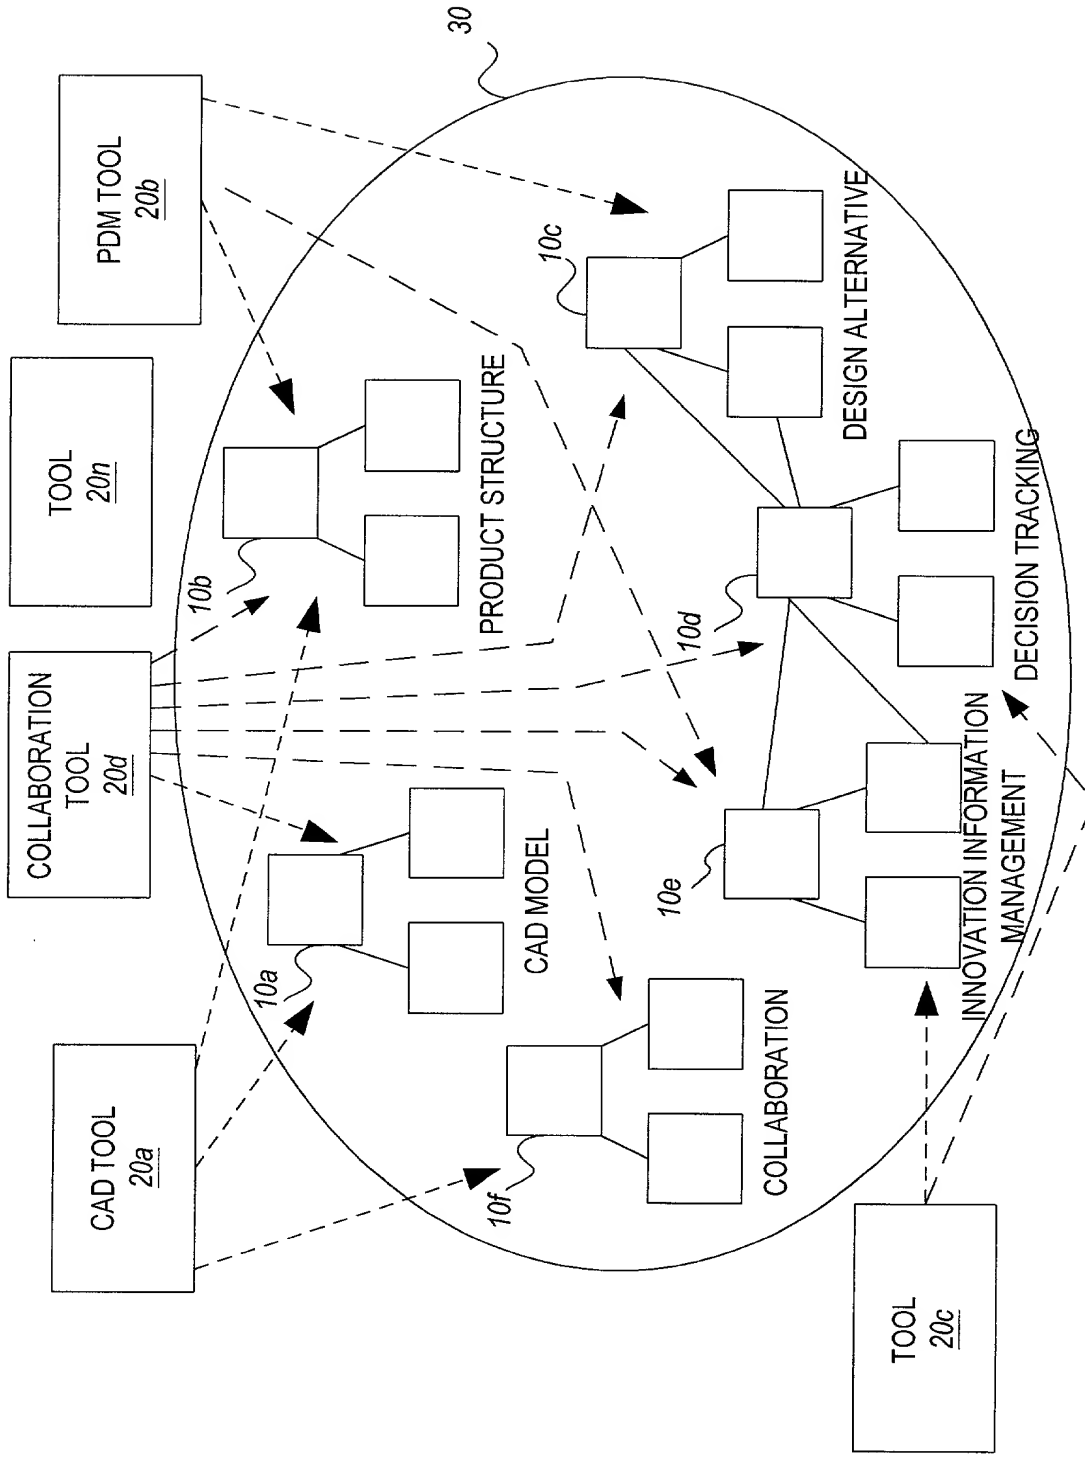 CAD TOOL
20a
COLLABORATION
TOOL
20d
TOOL
20n
PDM TOOL
20b
30
10a
10b
CAD MODEL
PRODUCT STRUCTURE
10f
10c
10e
10d
COLLABORATION
DESIGN ALTERNATIVE
TOOL
20c
INNOVATION INFORMATION
MANAGEMENT
DECISION TRACKING